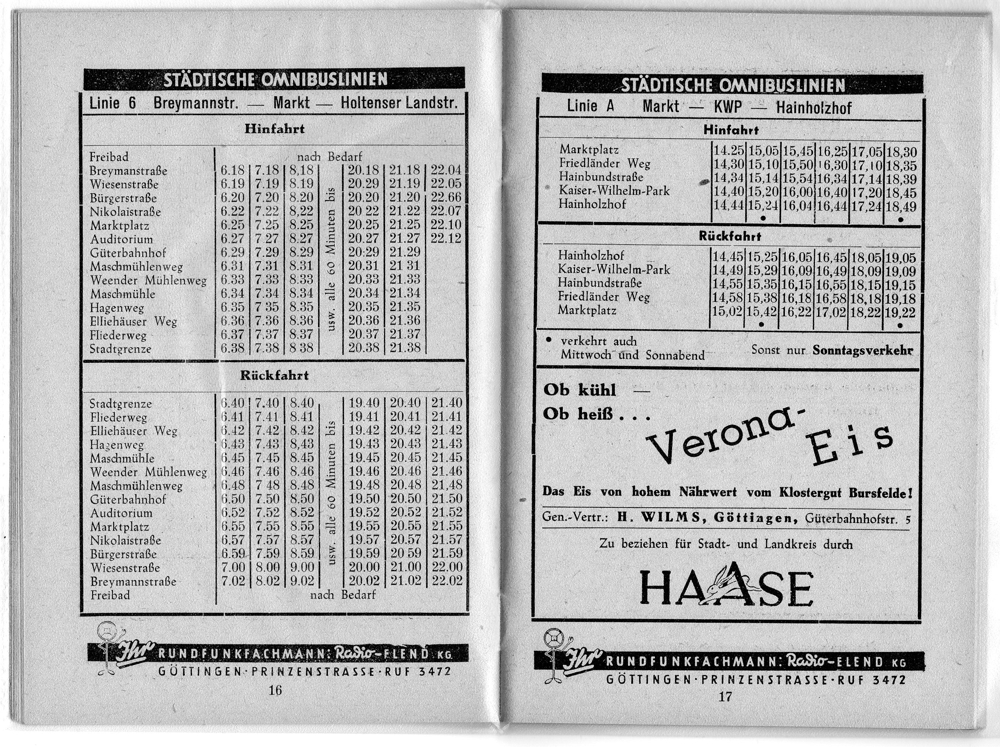 STÄDTISCHE OMNIBUSLINIEN
Linie 6 Breymannstr. — Markt — Holtenser Landstr.
Hinfahrt
Freibad nach Bedarf
Breymanstraße 6.18 7.18 8.18 20.18 21.18 22.04
Wiesenstraße 6.19 7.19 8.19 20.29 21.19 22.05
Bürgerstraße 6.20 7.20 8.20 20.20 21.20 22.66
Nikolaistraße 6.22 7.22 8,22 20 22 21.22 22.07
Marktplatz 6.25 7.25 8.25 20.25 21.25 22.10
Auditorium 6.27 7 27 8.27 20.27 21.27 22.12
Güterbahnhof 6.29 7.29 8.29 20.29 21.29
Maschmühlenweg 6.31 7.31 8.31 20.31 21 31
Weender Mühlenweg 6.33 7.33 8.33 20.33 21.33
Maschmühle 6.34 7.34 8.34 20.34 21.34
Hagenweg 6.35 7 35 8.35 20.35 21.35
Elliehäuser Weg 6.36 7.36 8.36 20.36 21.36
Fliederweg 6.37 7.37 8.37 20.37 21.37
Stadtgrenze 6.38 7.38 8 38 20.38 21.38
usw. alle 60 Minuten bis
Rückfahrt
Stadtgrenze 6.40 7.40 8.40 19.40 20.40 21.40
Fliederweg 6.41 7.41 8.41 19.41 20.41 21.41
Elliehäuser Weg 6.42 7.42 8.42 19.42 20.42 21.42
Hagenweg 6.43 7,43 8.43 19.43 20.43 21.43
Maschmühle 6.45 7.45 8.45 19.45 20.45 21.45
Weender Mühlenweg 6.46 7.46 8.46 19.46 20.46 21.46
Maschmühlenweg 6.48 7 48 8.48 19.48 20.48 21,48
Güterbahnhof 6.50 7.50 8.50 19.50 20.50 21.50
Auditorium 6.52 7.52 8.52 19.52 20.52 21.52
Marktplatz 6.55 7.55 8.55 19.55 20.55 21.55
Nikolaistraße 6.57 7.57 8.57 19.57 20.57 21.57
Bürgerstraße 6.59 7.59 8.59 19.59 20 59 21.59
Wiesenstraße 7.00 8.00 9.00 20.00 21.00 22.00
Breymannstraße 7.02 8.02 9.02 20.02 21.02 22.02
Freibad nach Bedarf
usw. alle 60 Minuten bis
Ihr RUNDFUNKFACHMANN: Radio-ELEND KG
GÖTTINGEN·PRINZENSTRASSE·RUF 3472
16
STÄDTISCHE OMNIBUSLINIEN
Linie A Markt — KWP — Hainholzhof
Hinfahrt
Marktplatz 14.25 15,05 15,45 16,25 17,05 18,30
Friedländer Weg 14,30 15,10 15,50 16,30 17,10 18,35
Hainbundstraße 14,34 15,14 15,54 16,34 17,14 18,39
Kaiser-Wilhelm-Park 14,40 15,20 16,00 16,40 17,20 18,45
Hainholzhof 14,44 15,24 16,04 16,44 17,24 18,49
• •
Rückfahrt
Hainholzhof 14,45 15,25 16,05 16,45 18,05 19,05
Kaiser-Wilhelm-Park 14,49 15,29 16,09 16,49 18,09 19,09
Hainbundstraße 14,55 15,35 16,15 16,55 18,15 19,15
Friedländer Weg 14,58 15,38 16,18 16,58 18,18 19,18
Marktplatz 15,02 15,42 16,22 17,02 18,22 19,22
• •
• verkehrt auch
Mittwoch und Sonnabend Sonst nur Sonntagsverkehr
Ob kühl —
Ob heiß . . .
Verona-
Eis
Das Eis von hohem Nährwert vom Klostergut Bursfelde!
Gen.-Vertr.: H. WILMS, Göttingen, Güterbahnhofstr. 5
Zu beziehen für Stadt- und Landkreis durch
HAASE
Ihr RUNDFUNKFACHMANN: Radio-ELEND KG
GÖTTINGEN·PRINZENSTRASSE·RUF 3472
17